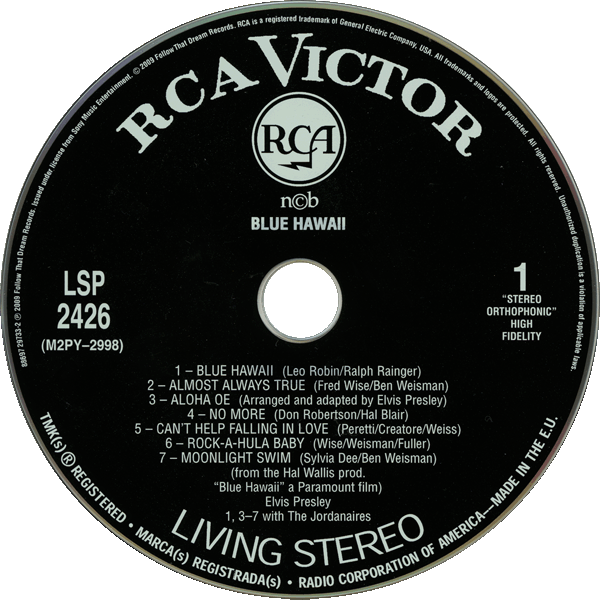 88697 29733-2 ℗ 2009 Follow That Dream Records. Issued under license from Sony Music Entertainment. © 2009 Follow That Dream Records. RCA is a registered trademark of General Electric Company, USA. All trademarks and logos are protected. All rights reserved. Unauthorized duplication is a violation of applicable laws.
RCA VICTOR
RCA
n©b
BLUE HAWAII
LSP
2426
(M2PY–2998)
1
"STEREO
ORTHOPHONIC"
HIGH
FIDELITY
1 – BLUE HAWAII (Leo Robin/Ralph Rainger)
2 – ALMOST ALWAYS TRUE (Fred Wise/Ben Weisman)
3 – ALOHA OE (Arranged and adapted by Elvis Presley)
4 – NO MORE (Don Robertson/Hal Blair)
5 – CAN'T HELP FALLING IN LOVE (Peretti/Creatore/Weiss)
6 – ROCK-A-HULA BABY (Wise/Weisman/Fuller)
7 – MOONLIGHT SWIM (Sylvia Dee/Ben Weisman)
(from the Hal Wallis prod.
"Blue Hawaii" a Paramount film)
Elvis Presley
1, 3–7 with The Jordanaires
LIVING STEREO
TMK(s) ® REGISTERED • MARCA(s) REGISTRADA(s) • RADIO CORPORATION OF AMERICA—MADE IN THE E.U.